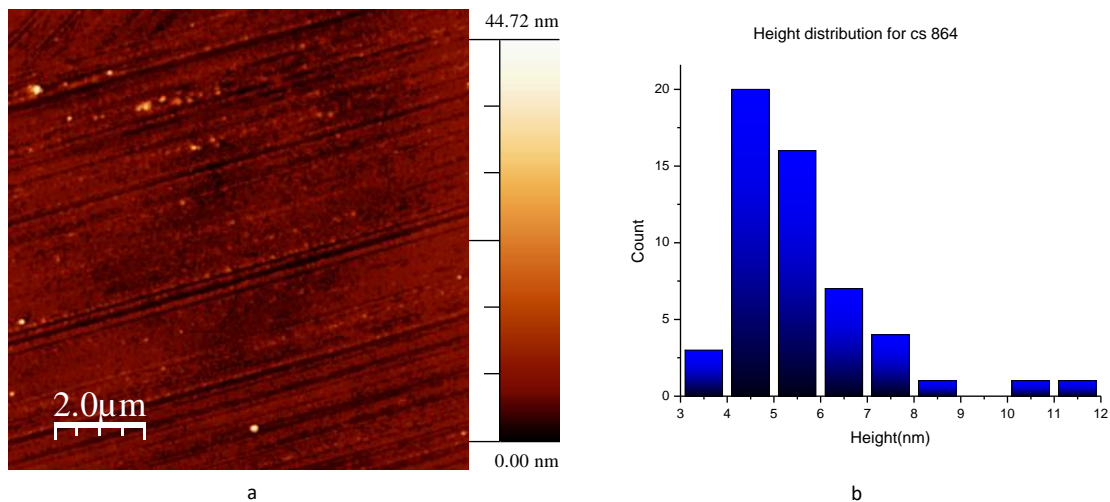 44.72 nm
2.0µm
0.00 nm
a
Height distribution for cs 864
Count
20
15
10
5
0
3 4 5 6 7 8 9 10 11 12
Height(nm)
b